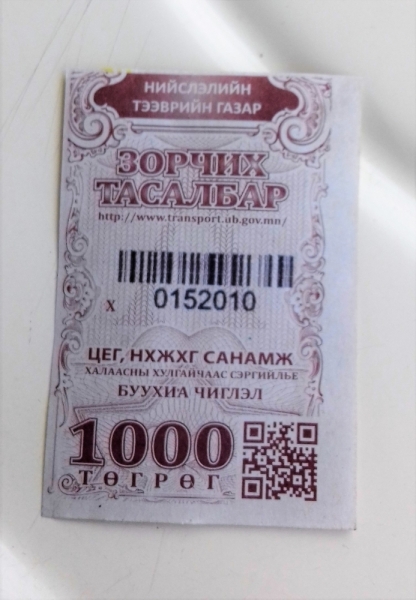 НИЙСЛЭЛИЙН
ТЭЭВРИЙН ГАЗАР
ЗОРЧИХ
ТАСАЛБАР
http://www.transport.ub.gov.mn/
X 0152010
ЦЕГ, НХЖХГ САНАМЖ
ХАЛААСНЫ ХУЛГАЙЧААС СЭРГИЙЛЬЕ
БУУХИА ЧИГЛЭЛ
1000
ТӨГРӨГ